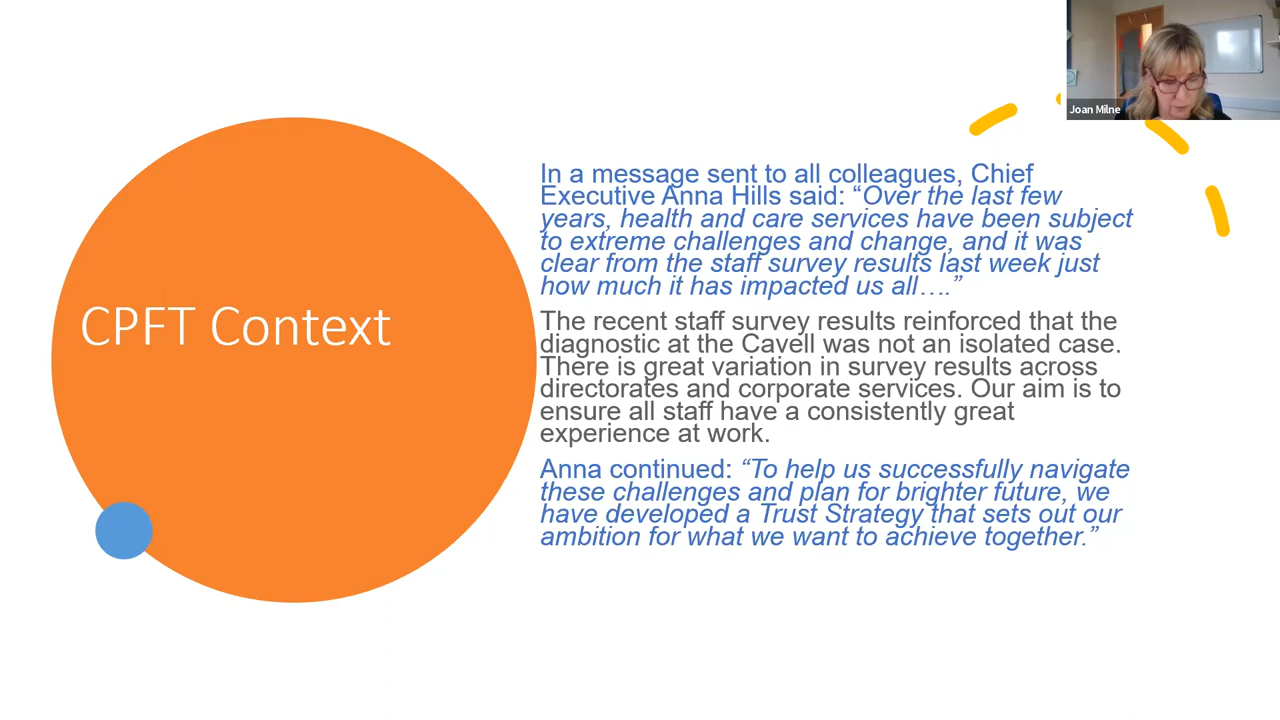 Joan Milne
CPFT Context
In a message sent to all colleagues, Chief
Executive Anna Hills said: “Over the last few
years, health and care services have been subject
to extreme challenges and change, and it was
clear from the staff survey results last week just
how much it has impacted us all….”
The recent staff survey results reinforced that the
diagnostic at the Cavell was not an isolated case.
There is great variation in survey results across
directorates and corporate services. Our aim is to
ensure all staff have a consistently great
experience at work.
Anna continued: “To help us successfully navigate
these challenges and plan for brighter future, we
have developed a Trust Strategy that sets out our
ambition for what we want to achieve together.”